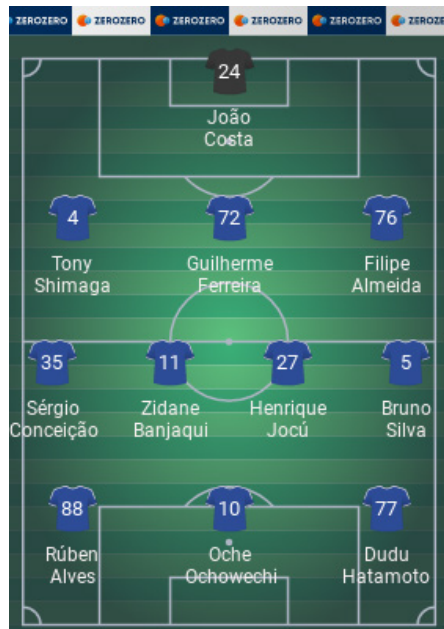 ZEROZERO ZEROZERO ZEROZERO ZEROZERO ZEROZERO ZEROZE
24
João
Costa
4 72 76
Tony Guilherme Filipe
Shimaga Ferreira Almeida
35 11 27 5
Sérgio Zidane Henrique Bruno
Conceição Banjaqui Jocú Silva
88 10 77
Rúben Oche Dudu
Alves Ochowechi Hatamoto